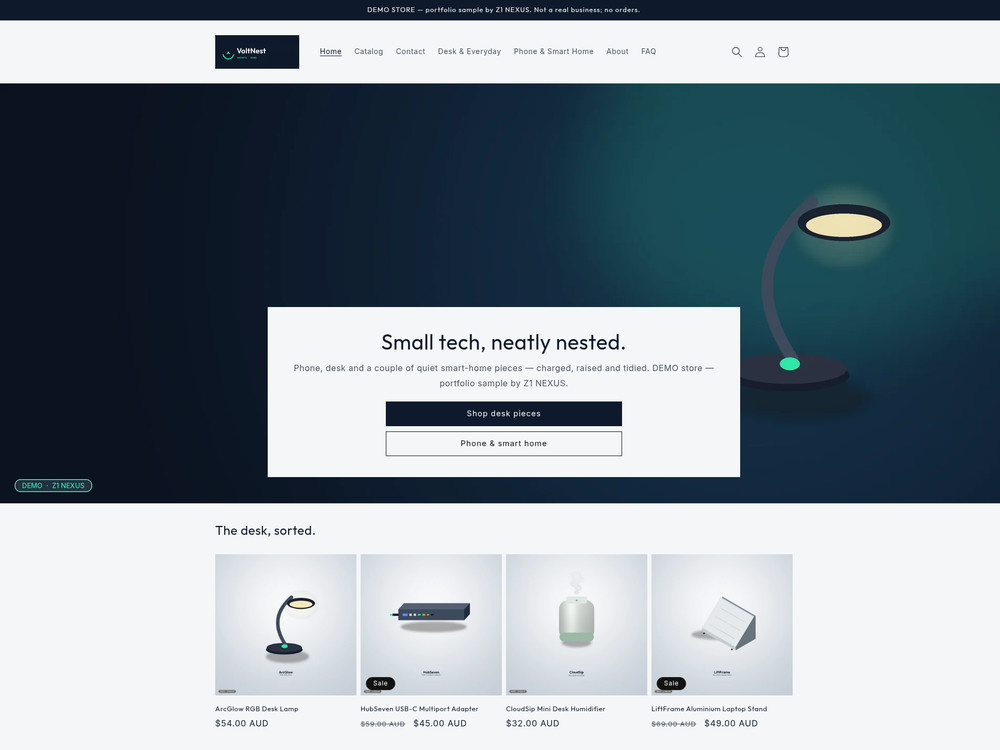 DEMO STORE — portfolio sample by Z1 NEXUS. Not a real business; no orders.
VoltNest
Home Catalog Contact Desk & Everyday Phone & Smart Home About FAQ
Small tech, neatly nested.
Phone, desk and a couple of quiet smart-home pieces — charged, raised and tidied. DEMO store —
portfolio sample by Z1 NEXUS.
Shop desk pieces
Phone & smart home
DEMO · Z1 NEXUS
The desk, sorted.
ArcGlow HubSeven CloudSip LiftFrame
Sale Sale
ArcGlow RGB Desk Lamp HubSeven USB-C Multiport Adapter CloudSip Mini Desk Humidifier LiftFrame Aluminium Laptop Stand
$54.00 AUD $59.00 AUD $45.00 AUD $32.00 AUD $69.00 AUD $49.00 AUD